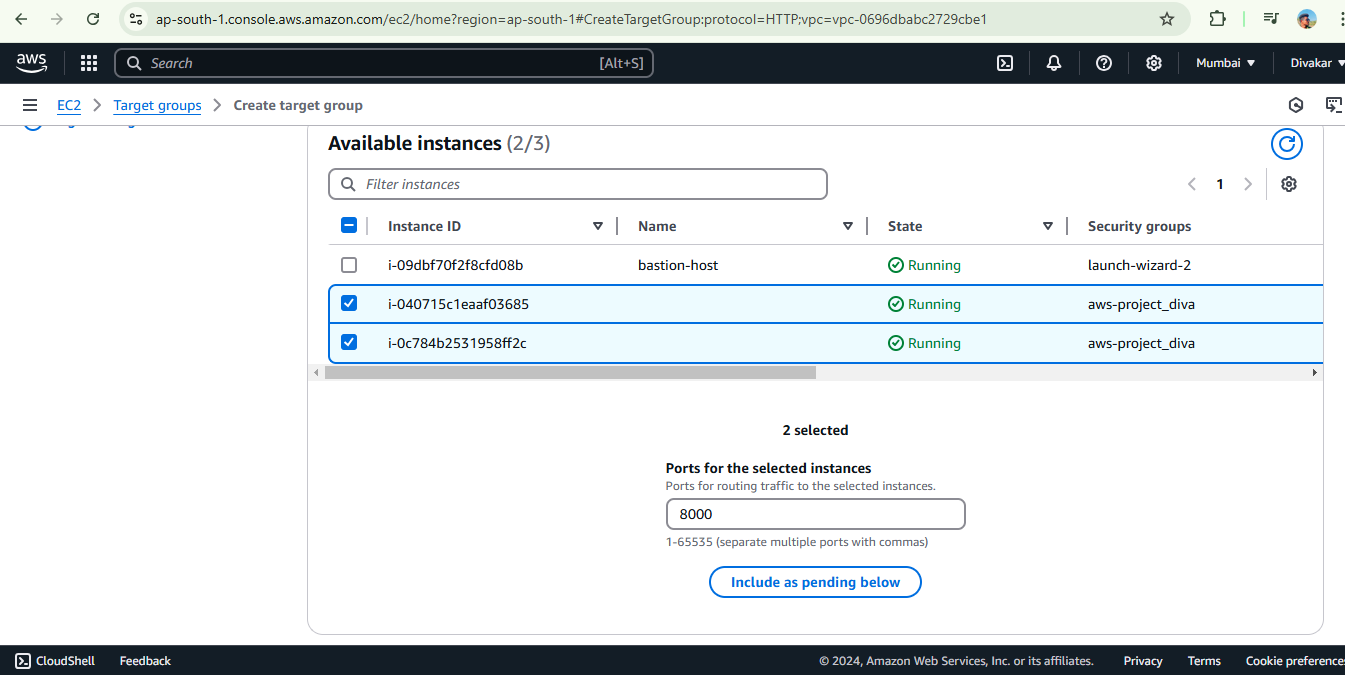 ap-south-1.console.aws.amazon.com/ec2/home?region=ap-south-1#CreateTargetGroup:protocol=HTTP;vpc=vpc-0696dbabc2729cbe1
aws Search [Alt+S] Mumbai Divakar
EC2 Target groups Create target group
Available instances (2/3)
Filter instances
1
Instance ID Name State Security groups
i-09dbf70f2f8cfd08b bastion-host Running launch-wizard-2
i-040715c1eaaf03685 Running aws-project_diva
i-0c784b2531958ff2c Running aws-project_diva
2 selected
Ports for the selected instances
Ports for routing traffic to the selected instances.
8000
1-65535 (separate multiple ports with commas)
Include as pending below
CloudShell Feedback © 2024, Amazon Web Services, Inc. or its affiliates. Privacy Terms Cookie preferences